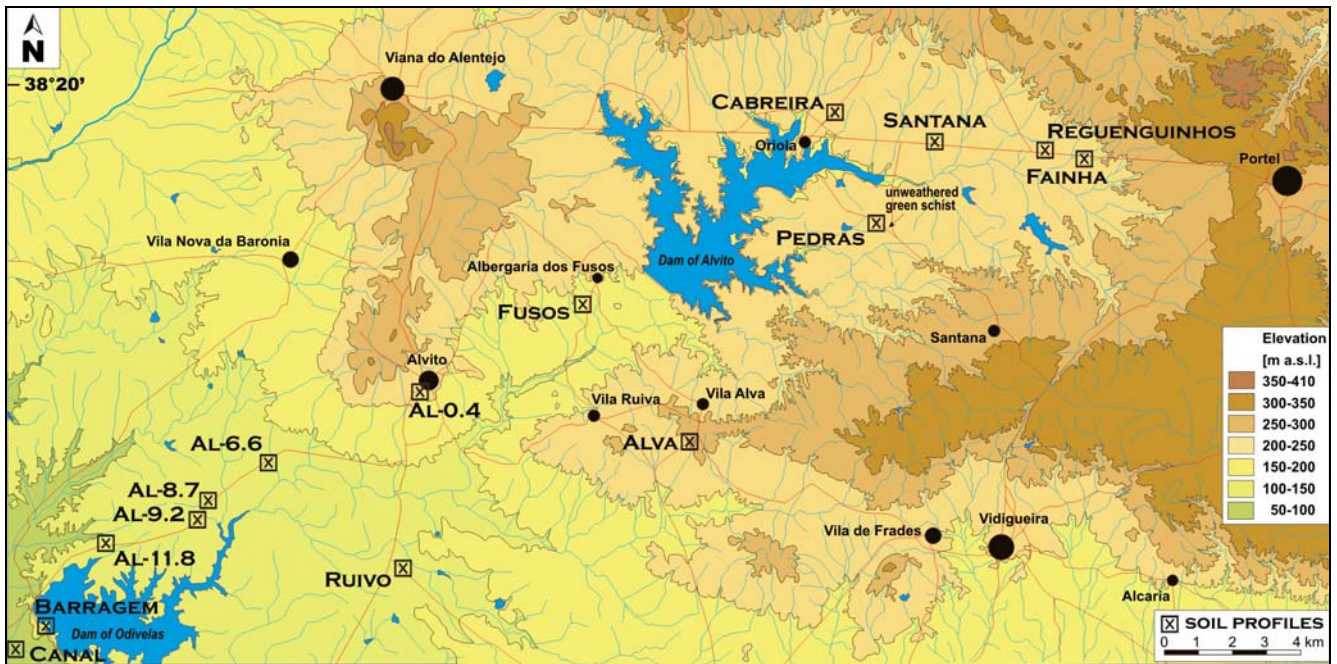 N
38°20'
Viana do Alentejo
CABREIRA
SANTANA
REGUENGUINHOS
Oriola
FAINHA
Portel
unweathered
green schist
PEDRAS
Vila Nova da Baronia
Albergaria dos Fusos
Dam of Alvito
FUSOS
Santana
Alvito
AL-0.4
Vila Ruiva
Vila Alva
ALVA
AL-6.6
AL-8.7
AL-9.2
AL-11.8
RUIVO
Vila de Frades
Vidigueira
Alcaria
BARRAGEM
Dam of Odivelas
CANAL
Elevation
[m a.s.l.]
350-410
300-350
250-300
200-250
150-200
100-150
50-100
SOIL PROFILES
0 1 2 3 4 km